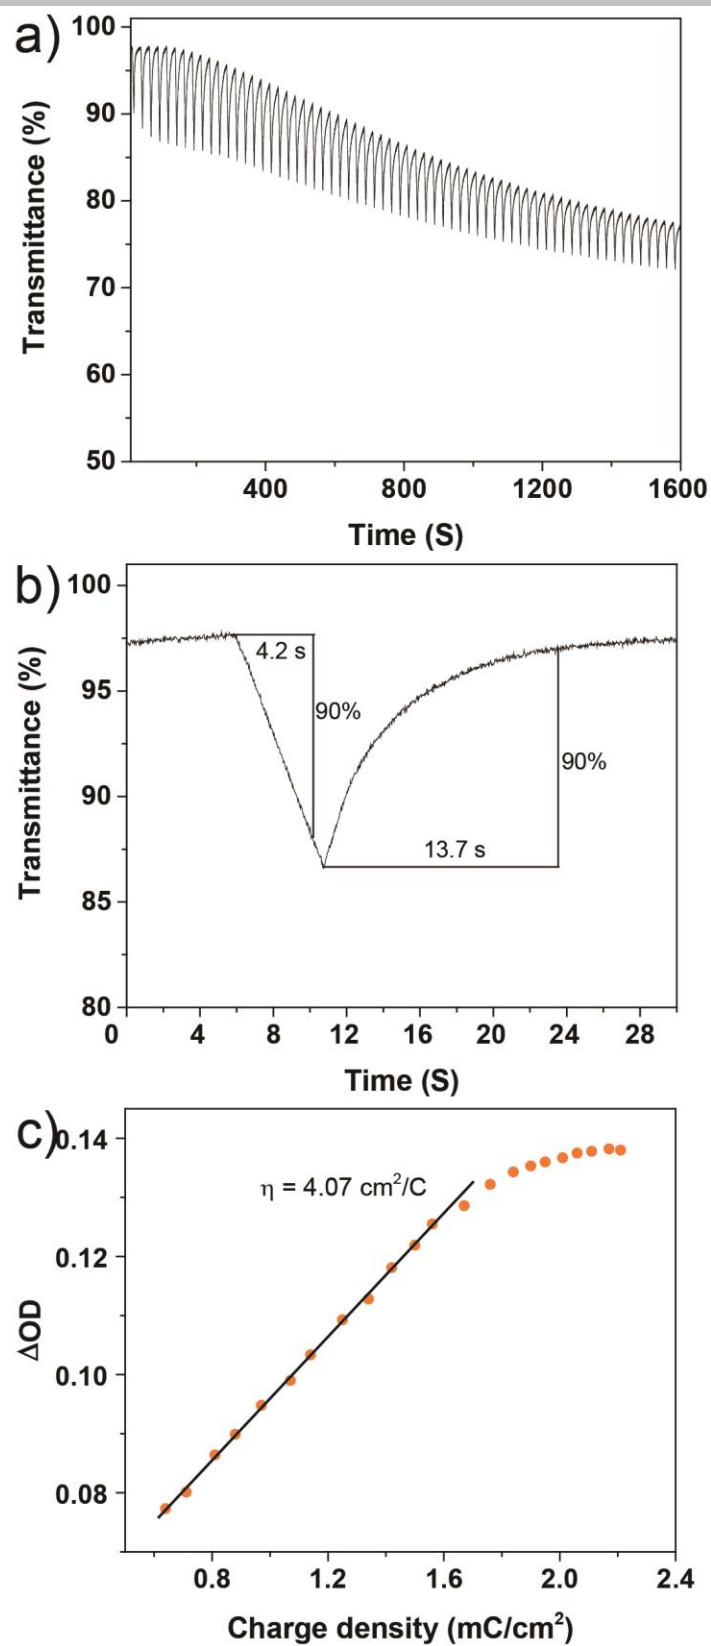 a)
100
90
80
70
60
50
Transmittance (%)
400 800 1200 1600
Time (S)
b)
100
95
90
85
80
Transmittance (%)
4.2 s
90%
90%
13.7 s
0 4 8 12 16 20 24 28
Time (S)
c)
0.14
0.12
0.10
0.08
ΔOD
η = 4.07 cm²/C
0.8 1.2 1.6 2.0 2.4
Charge density (mC/cm²)